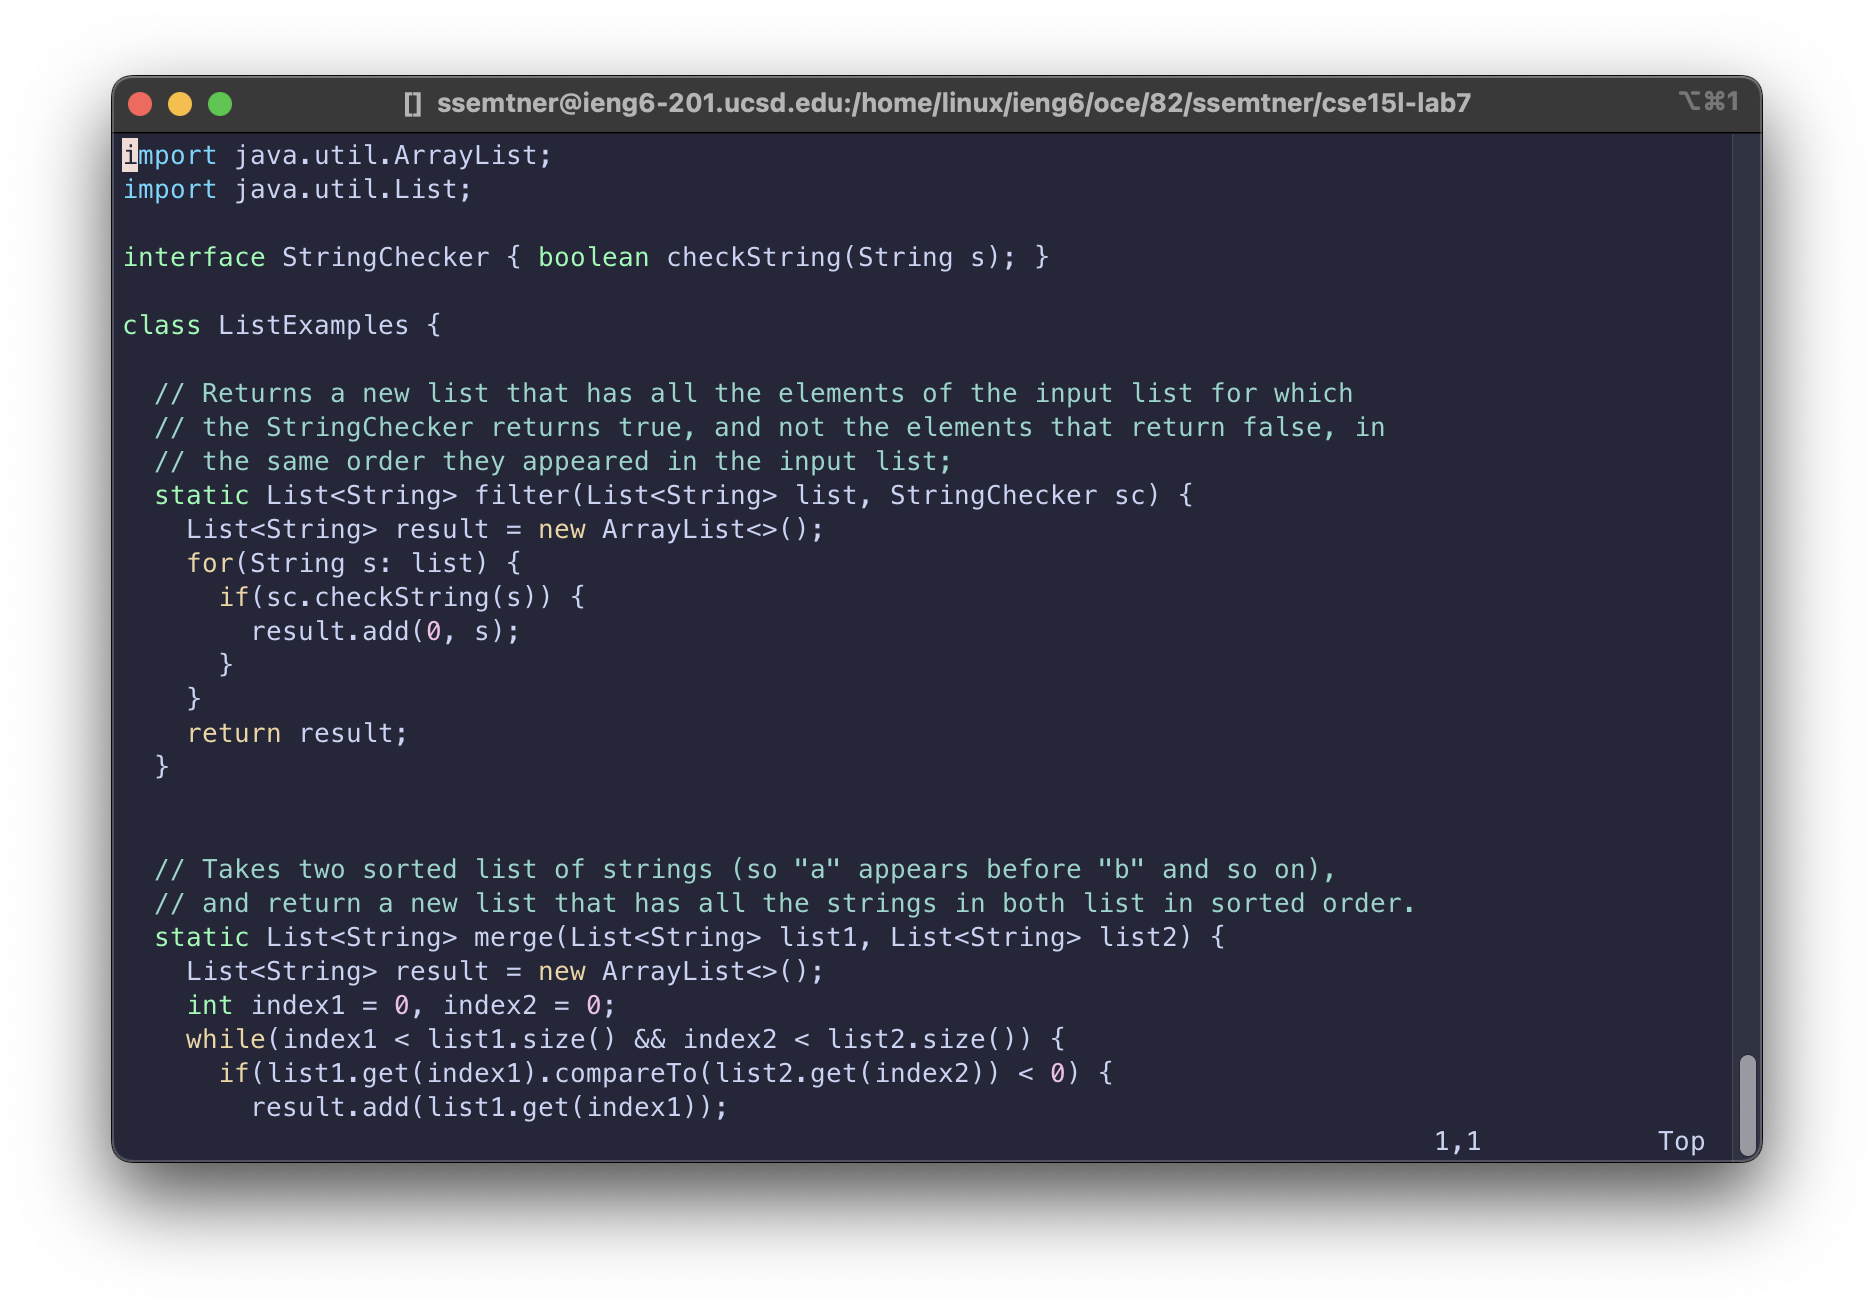 [] ssemtner@ieng6-201.ucsd.edu:/home/linux/ieng6/oce/82/ssemtner/cse15l-lab7 ⌥⌘1
import java.util.ArrayList;
import java.util.List;

interface StringChecker { boolean checkString(String s); }

class ListExamples {

  // Returns a new list that has all the elements of the input list for which
  // the StringChecker returns true, and not the elements that return false, in
  // the same order they appeared in the input list;
  static List<String> filter(List<String> list, StringChecker sc) {
    List<String> result = new ArrayList<>();
    for(String s: list) {
      if(sc.checkString(s)) {
        result.add(0, s);
      }
    }
    return result;
  }


  // Takes two sorted list of strings (so "a" appears before "b" and so on),
  // and return a new list that has all the strings in both list in sorted order.
  static List<String> merge(List<String> list1, List<String> list2) {
    List<String> result = new ArrayList<>();
    int index1 = 0, index2 = 0;
    while(index1 < list1.size() && index2 < list2.size()) {
      if(list1.get(index1).compareTo(list2.get(index2)) < 0) {
        result.add(list1.get(index1));
1,1 Top